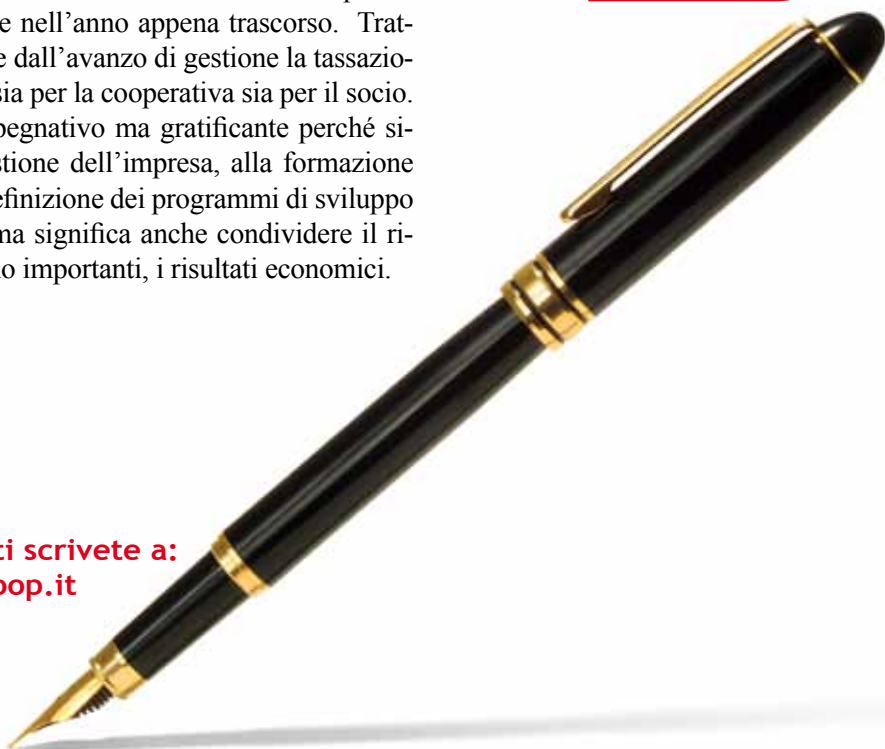 e nell'anno appena trascorso. Trat-
e dall'avanzo di gestione la tassazio-
sia per la cooperativa sia per il socio.
pegnativo ma gratificante perché si-
stione dell'impresa, alla formazione
efinizione dei programmi di sviluppo
ma significa anche condividere il ri-
no importanti, i risultati economici.
ti scrivete a:
oop.it